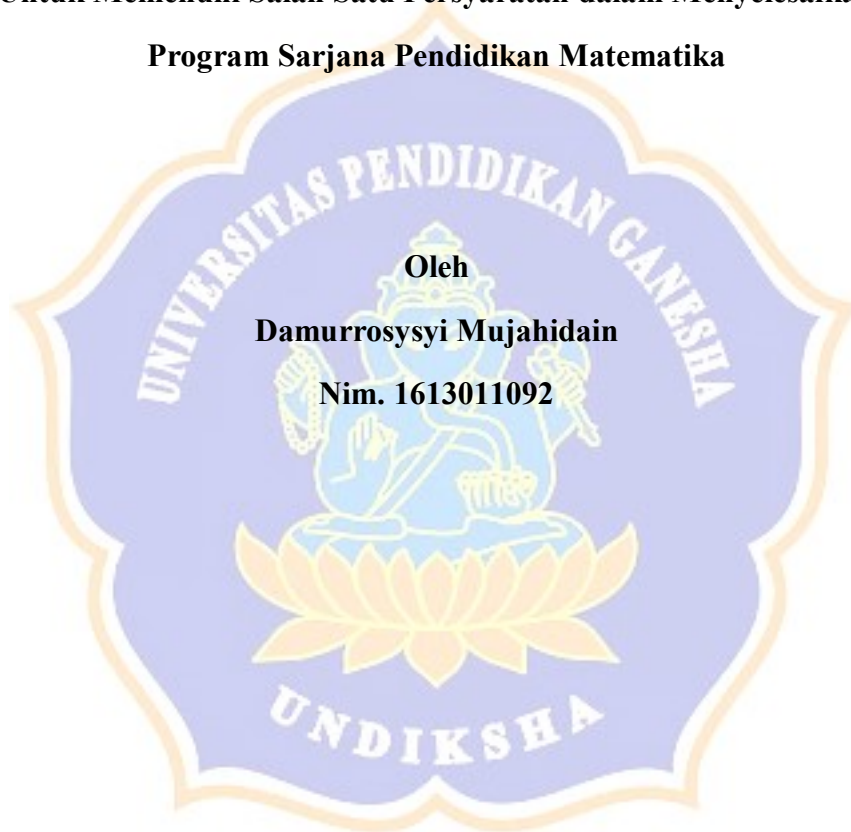 Untuk Memenuhi Salah Satu Persyaratan dalam
Program Sarjana Pendidikan Matematika
UNIVERSITAS PENDIDIKAN GANESHA
Oleh
Damurrosysyi Mujahidain
Nim. 1613011092
UNDIKSHA